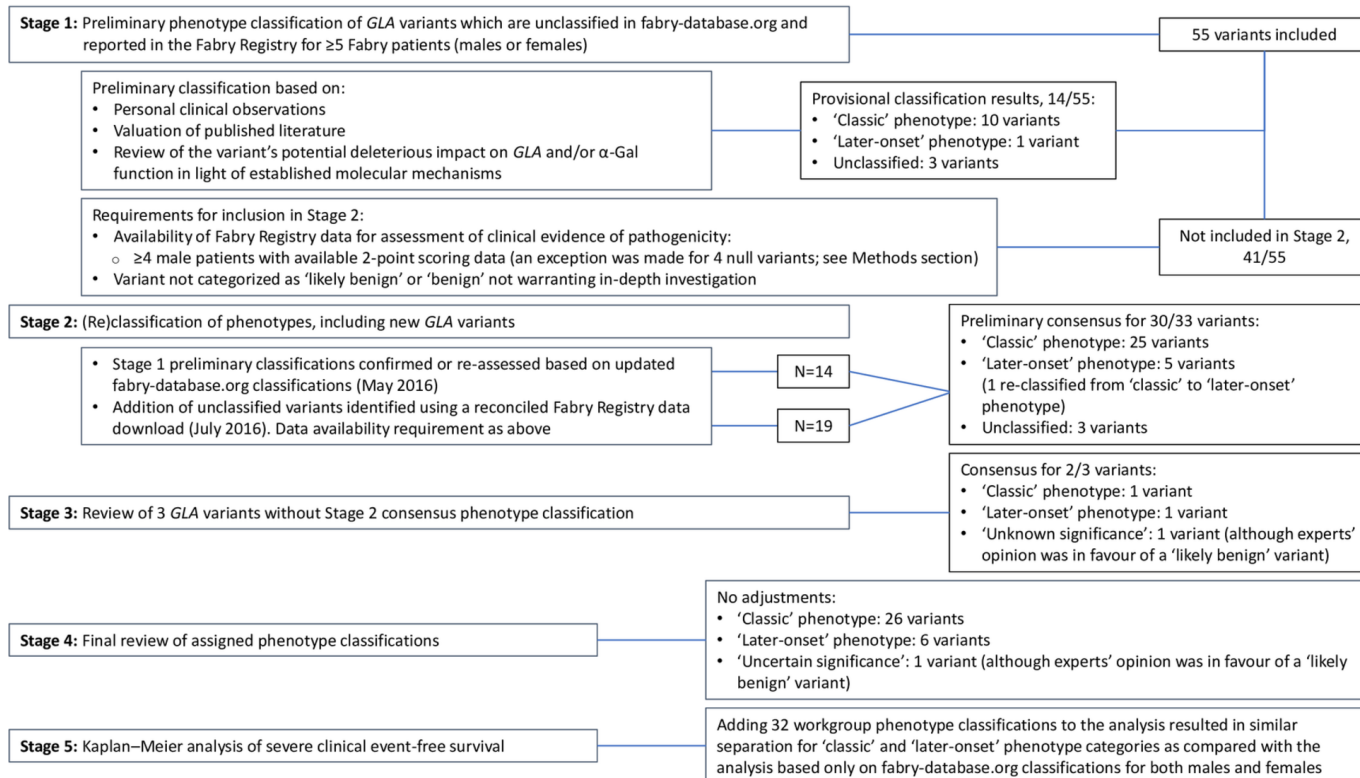 Stage 1: Preliminary phenotype classification of GLA variants which are unclassified in fabry-database.org and
reported in the Fabry Registry for ≥5 Fabry patients (males or females)
55 variants included
Preliminary classification based on:
• Personal clinical observations
• Valuation of published literature
• Review of the variant's potential deleterious impact on GLA and/or α-Gal
function in light of established molecular mechanisms
Provisional classification results, 14/55:
• 'Classic' phenotype: 10 variants
• 'Later-onset' phenotype: 1 variant
• Unclassified: 3 variants
Requirements for inclusion in Stage 2:
• Availability of Fabry Registry data for assessment of clinical evidence of pathogenicity:
○ ≥4 male patients with available 2-point scoring data (an exception was made for 4 null variants; see Methods section)
• Variant not categorized as 'likely benign' or 'benign' not warranting in-depth investigation
Not included in Stage 2,
41/55
Stage 2: (Re)classification of phenotypes, including new GLA variants
• Stage 1 preliminary classifications confirmed or re-assessed based on updated
fabry-database.org classifications (May 2016)
• Addition of unclassified variants identified using a reconciled Fabry Registry data
download (July 2016). Data availability requirement as above
N=14
N=19
Preliminary consensus for 30/33 variants:
• 'Classic' phenotype: 25 variants
• 'Later-onset' phenotype: 5 variants
(1 re-classified from 'classic' to 'later-onset'
phenotype)
• Unclassified: 3 variants
Stage 3: Review of 3 GLA variants without Stage 2 consensus phenotype classification
Consensus for 2/3 variants:
• 'Classic' phenotype: 1 variant
• 'Later-onset' phenotype: 1 variant
• 'Unknown significance': 1 variant (although experts'
opinion was in favour of a 'likely benign' variant)
Stage 4: Final review of assigned phenotype classifications
No adjustments:
• 'Classic' phenotype: 26 variants
• 'Later-onset' phenotype: 6 variants
• 'Uncertain significance': 1 variant (although experts' opinion was in favour of a 'likely
benign' variant)
Stage 5: Kaplan–Meier analysis of severe clinical event-free survival
Adding 32 workgroup phenotype classifications to the analysis resulted in similar
separation for 'classic' and 'later-onset' phenotype categories as compared with the
analysis based only on fabry-database.org classifications for both males and females